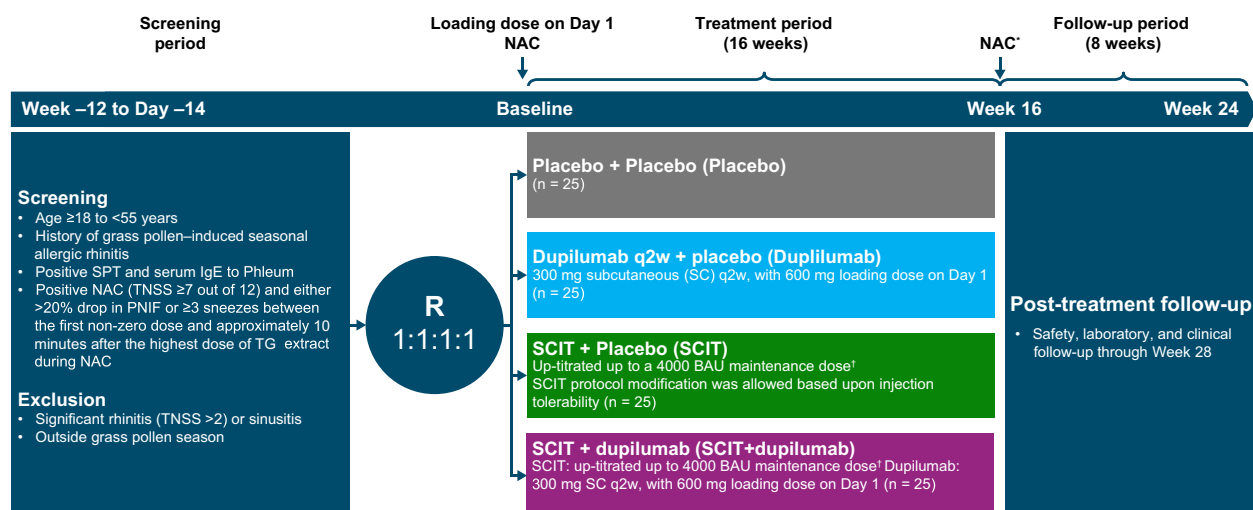 Screening
period
Loading dose on Day 1
NAC
Treatment period
(16 weeks)
NAC*
Follow-up period
(8 weeks)
Week –12 to Day –14
Baseline
Week 16
Week 24
Screening
• Age ≥18 to <55 years
• History of grass pollen–induced seasonal
allergic rhinitis
• Positive SPT and serum IgE to Phleum
• Positive NAC (TNSS ≥7 out of 12) and either
>20% drop in PNIF or ≥3 sneezes between
the first non-zero dose and approximately 10
minutes after the highest dose of TG extract
during NAC
Exclusion
• Significant rhinitis (TNSS >2) or sinusitis
• Outside grass pollen season
R
1:1:1:1
Placebo + Placebo (Placebo)
(n = 25)
Dupilumab q2w + placebo (Duplilumab)
300 mg subcutaneous (SC) q2w, with 600 mg loading dose on Day 1
(n = 25)
SCIT + Placebo (SCIT)
Up-titrated up to a 4000 BAU maintenance dose†
SCIT protocol modification was allowed based upon injection
tolerability (n = 25)
SCIT + dupilumab (SCIT+dupilumab)
SCIT: up-titrated up to 4000 BAU maintenance dose† Dupilumab:
300 mg SC q2w, with 600 mg loading dose on Day 1 (n = 25)
Post-treatment follow-up
• Safety, laboratory, and clinical
follow-up through Week 28